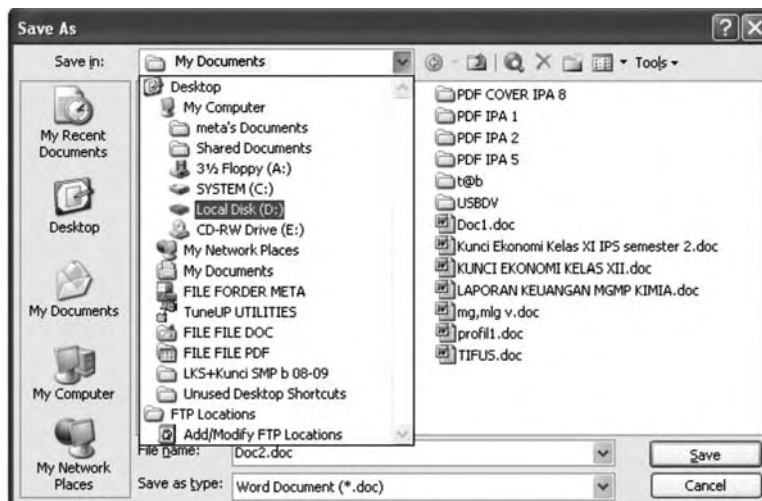 Save As
Save in:
My Documents
Tools
My Recent
Documents
Desktop
My Documents
My Computer
My Network
Places
Desktop
My Computer
meta's Documents
Shared Documents
3½ Floppy (A:)
SYSTEM (C:)
Local Disk (D:)
CD-RW Drive (E:)
My Network Places
My Documents
FILE FORDER META
TuneUP UTILITIES
FILE FILE DOC
FILE FILE PDF
LKS+Kunci SMP b 08-09
Unused Desktop Shortcuts
FTP Locations
Add/Modify FTP Locations
PDF COVER IPA 8
PDF IPA 1
PDF IPA 2
PDF IPA 5
t@b
USBDV
Doc1.doc
Kunci Ekonomi Kelas XI IPS semester 2.doc
KUNCI EKONOMI KELAS XII.doc
LAPORAN KEUANGAN MGMP KIMIA.doc
mg,mlg v.doc
profil1.doc
TIFUS.doc
File name:
Doc2.doc
Save
Save as type:
Word Document (*.doc)
Cancel